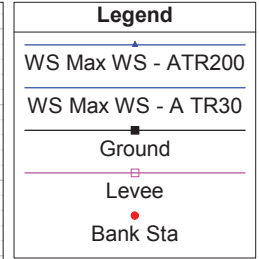 Legend
WS Max WS - ATR200
WS Max WS - A TR30
Ground
Levee
Bank Sta